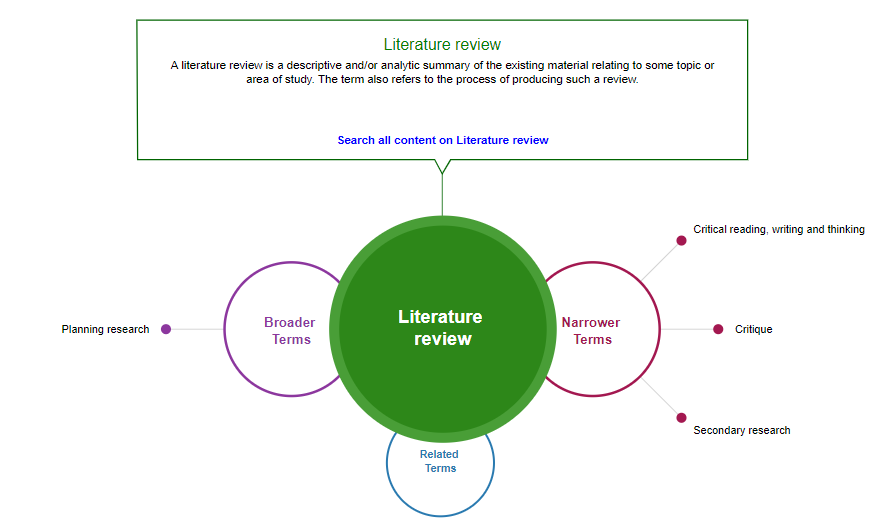 Literature review
A literature review is a descriptive and/or analytic summary of the existing material relating to some topic or
area of study. The term also refers to the process of producing such a review.
Search all content on Literature review
Critical reading, writing and thinking
Literature
review
Broader
Terms
Narrower
Terms
Planning research
Critique
Secondary research
Related
Terms